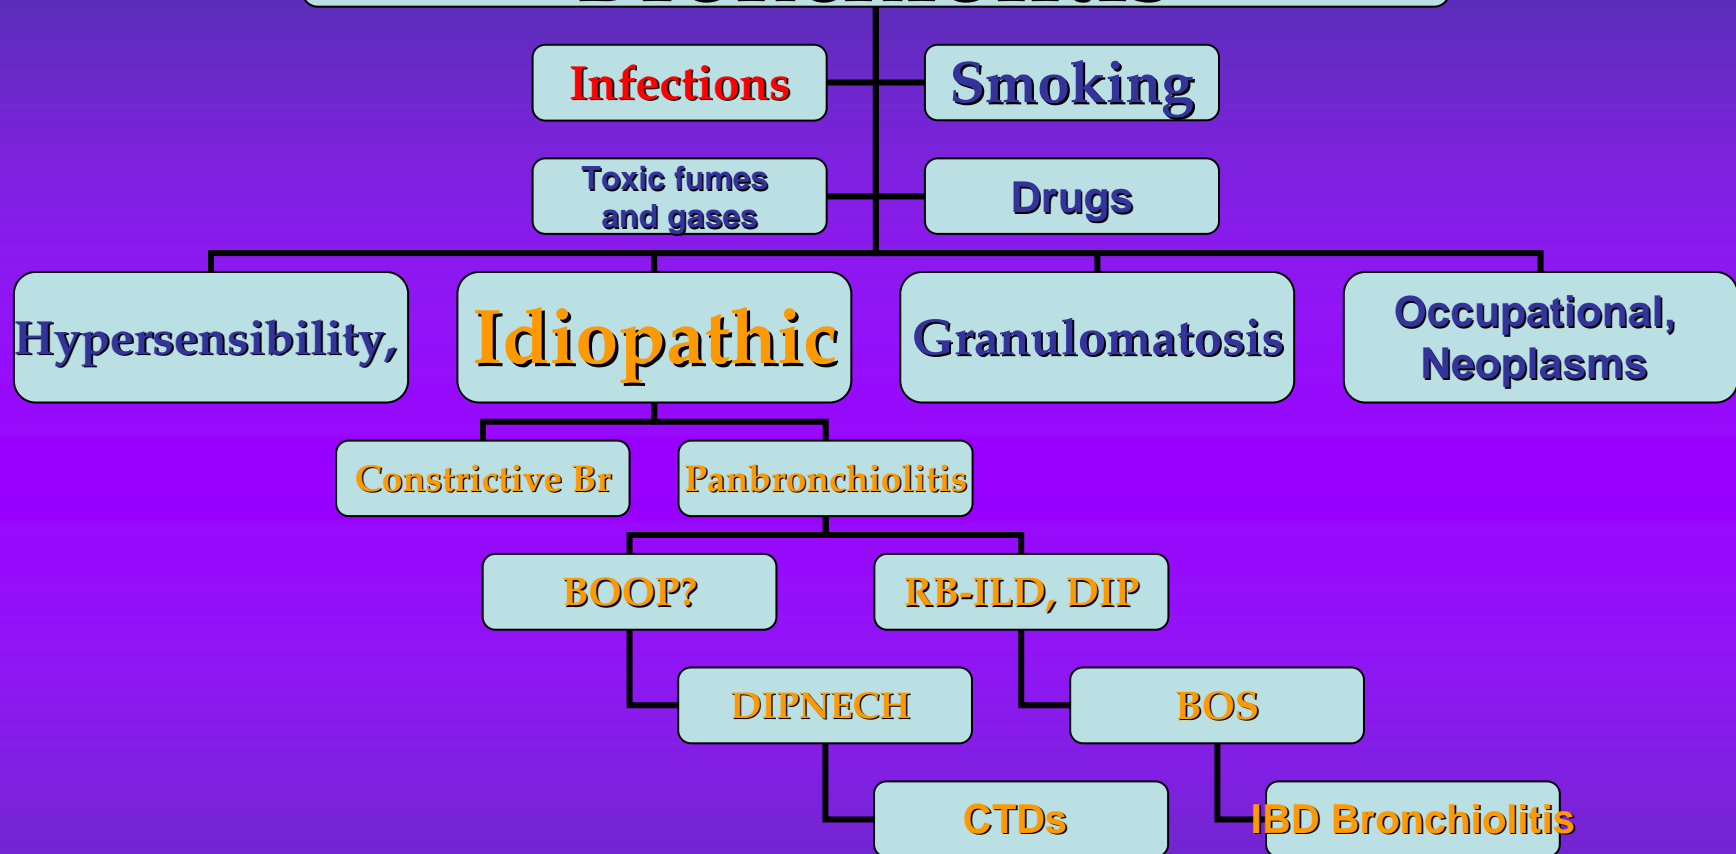 Infections
Smoking
Toxic fumes
and gases
Drugs
Hypersensibility,
Idiopathic
Granulomatosis
Occupational,
Neoplasms
Constrictive Br
Panbronchiolitis
BOOP?
RB-ILD, DIP
DIPNECH
BOS
CTDs
IBD Bronchiolitis